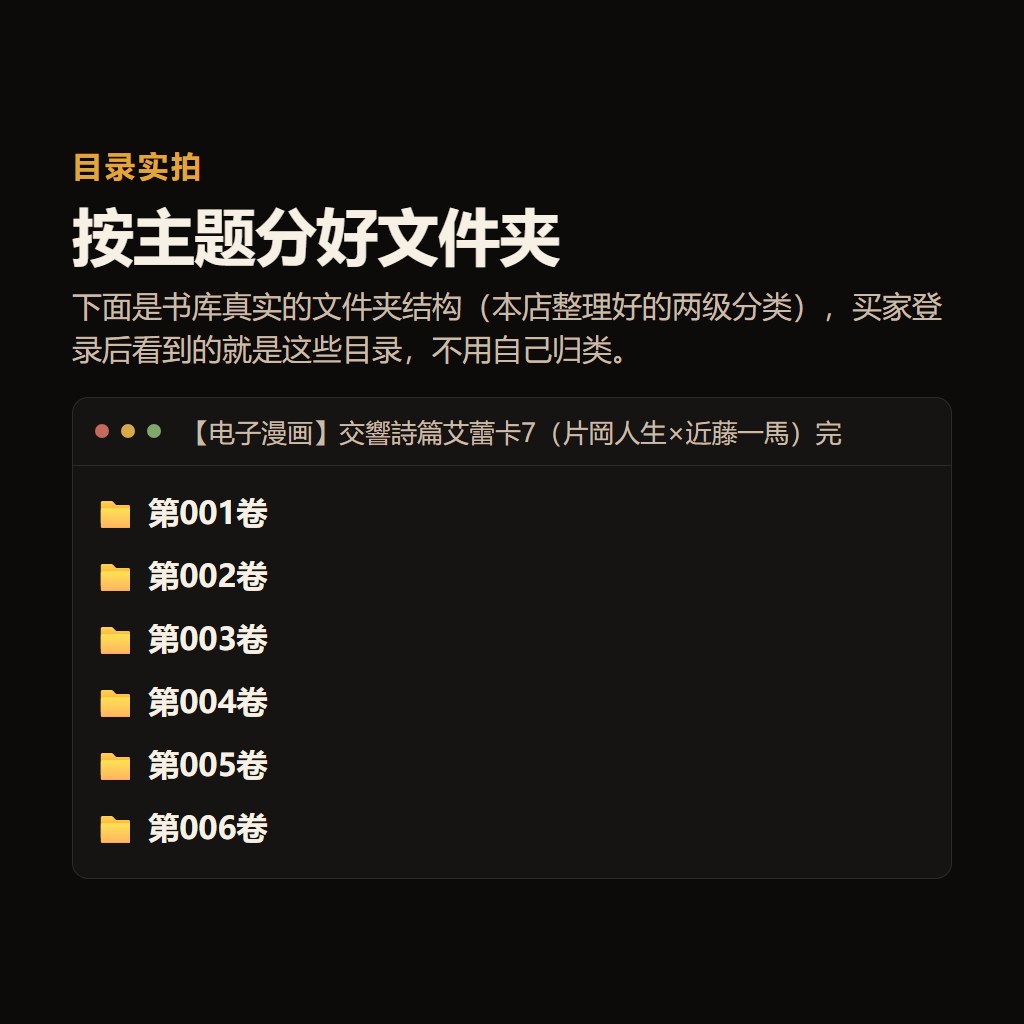 目录实拍
按主题分好文件夹
下面是书库真实的文件夹结构（本店整理好的两级分类），买家登
录后看到的就是这些目录，不用自己归类。
【电子漫画】交響詩篇艾蕾卡7（片岡人生×近藤一馬）完
第001卷
第002卷
第003卷
第004卷
第005卷
第006卷